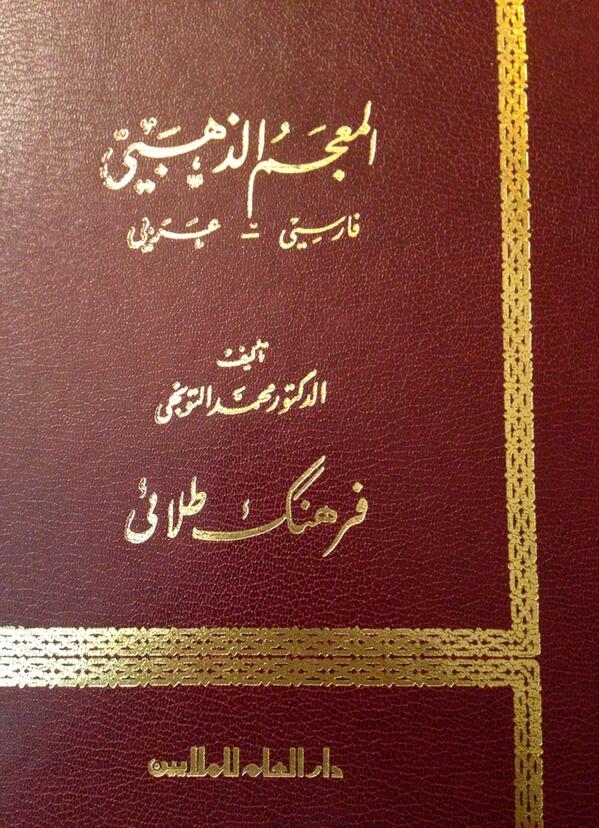 المعجم الذهبي
فارسي - عربي
تأليف
الدكتور محمد التونجي
فرهنگ طلائی
دار العلم للملايين